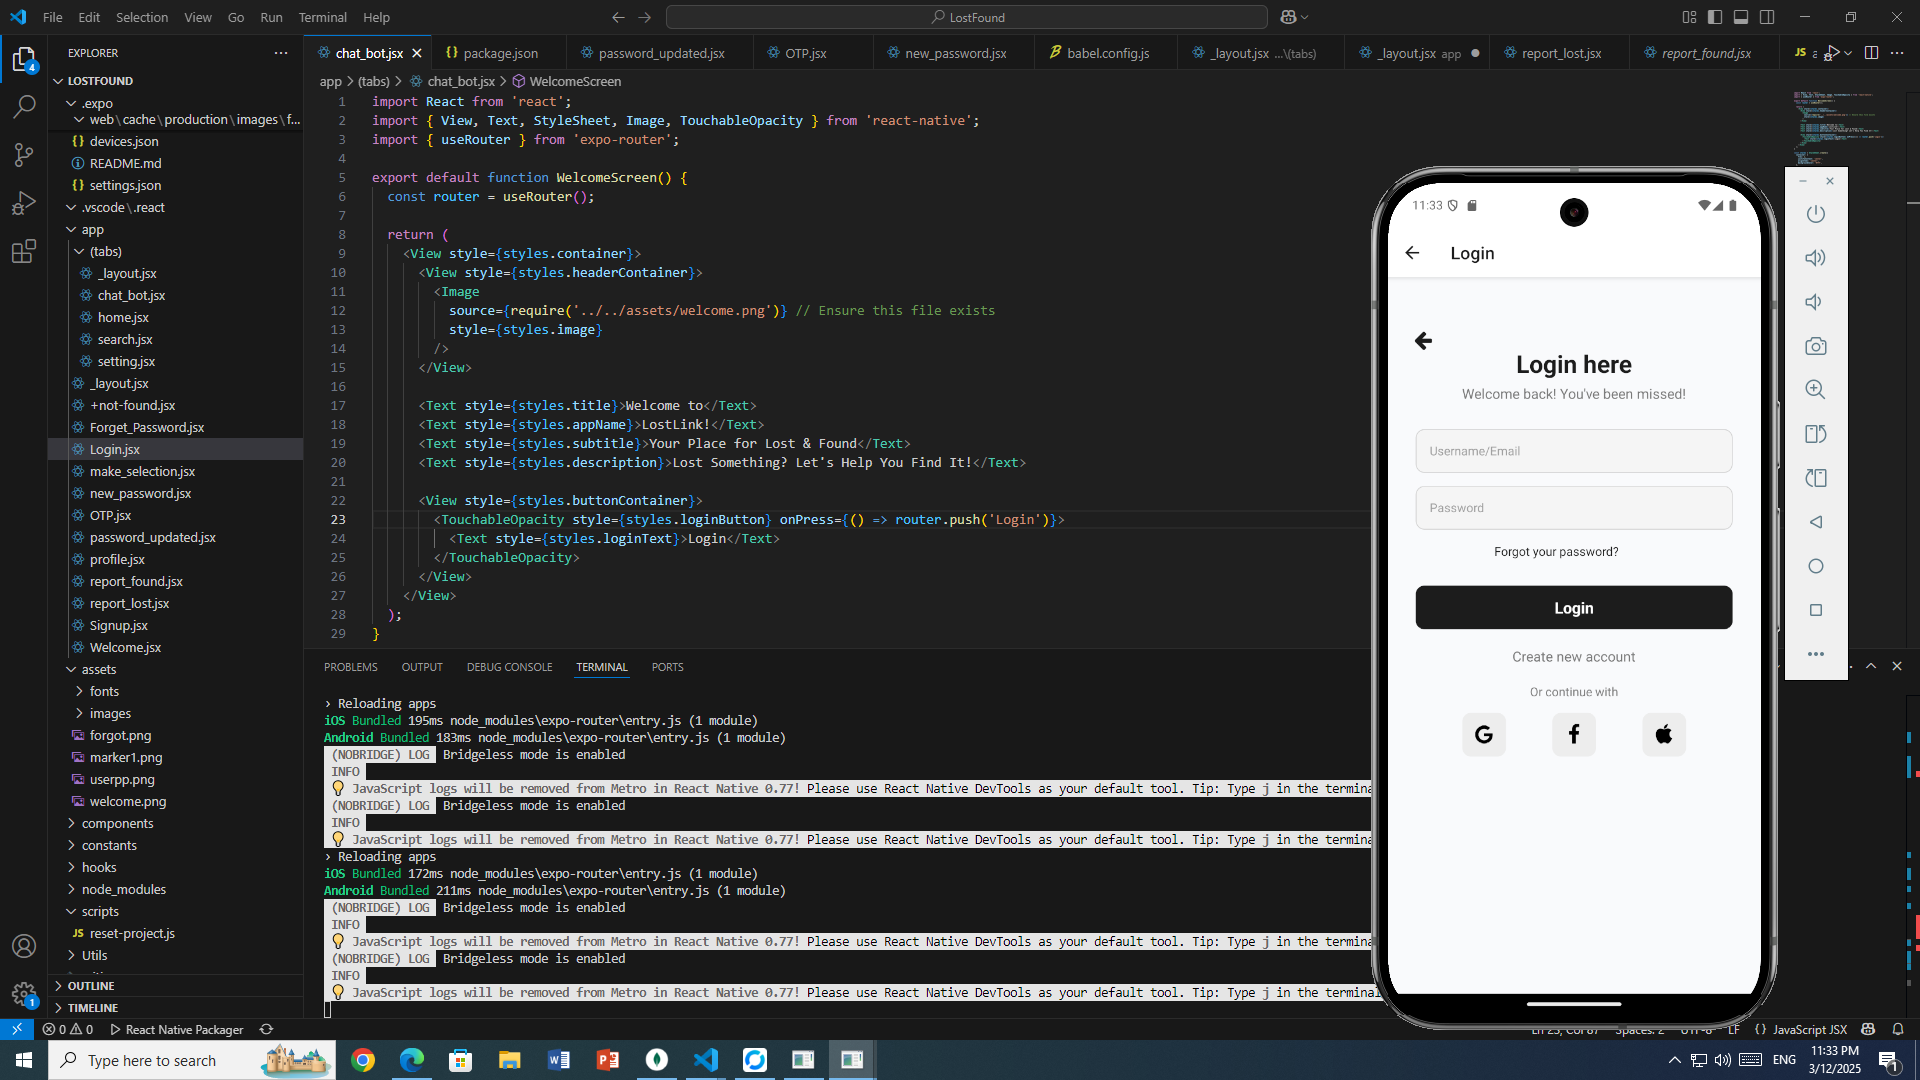 File Edit Selection View Go Run Terminal Help
LostFound
EXPLORER
LOSTFOUND
.expo
web\cache\production\images\f...
devices.json
README.md
settings.json
.vscode\.react
app
(tabs)
_layout.jsx
chat_bot.jsx
home.jsx
search.jsx
setting.jsx
_layout.jsx
+not-found.jsx
Forget_Password.jsx
Login.jsx
make_selection.jsx
new_password.jsx
OTP.jsx
password_updated.jsx
profile.jsx
report_found.jsx
report_lost.jsx
Signup.jsx
Welcome.jsx
assets
fonts
images
forgot.png
marker1.png
userpp.png
welcome.png
components
constants
hooks
node_modules
scripts
JS reset-project.js
Utils
OUTLINE
TIMELINE
chat_bot.jsx package.json password_updated.jsx OTP.jsx new_password.jsx babel.config.js _layout.jsx ...\(tabs) _layout.jsx app report_lost.jsx report_found.jsx JS a
app > (tabs) > chat_bot.jsx > WelcomeScreen
1 import React from 'react';
2 import { View, Text, StyleSheet, Image, TouchableOpacity } from 'react-native';
3 import { useRouter } from 'expo-router';
4
5 export default function WelcomeScreen() {
6 const router = useRouter();
7
8 return (
9 <View style={styles.container}>
10 <View style={styles.headerContainer}>
11 <Image
12 source={require('../../assets/welcome.png')} // Ensure this file exists
13 style={styles.image}
14 />
15 </View>
16
17 <Text style={styles.title}>Welcome to</Text>
18 <Text style={styles.appName}>LostLink!</Text>
19 <Text style={styles.subtitle}>Your Place for Lost & Found</Text>
20 <Text style={styles.description}>Lost Something? Let's Help You Find It!</Text>
21
22 <View style={styles.buttonContainer}>
23 <TouchableOpacity style={styles.loginButton} onPress={() => router.push('Login')}>
24 <Text style={styles.loginText}>Login</Text>
25 </TouchableOpacity>
26 </View>
27 </View>
28 );
29 }
PROBLEMS OUTPUT DEBUG CONSOLE TERMINAL PORTS
› Reloading apps
iOS Bundled 195ms node_modules\expo-router\entry.js (1 module)
Android Bundled 183ms node_modules\expo-router\entry.js (1 module)
(NOBRIDGE) LOG Bridgeless mode is enabled
INFO
JavaScript logs will be removed from Metro in React Native 0.77! Please use React Native DevTools as your default tool. Tip: Type j in the termina
(NOBRIDGE) LOG Bridgeless mode is enabled
INFO
JavaScript logs will be removed from Metro in React Native 0.77! Please use React Native DevTools as your default tool. Tip: Type j in the termina
› Reloading apps
iOS Bundled 172ms node_modules\expo-router\entry.js (1 module)
Android Bundled 211ms node_modules\expo-router\entry.js (1 module)
(NOBRIDGE) LOG Bridgeless mode is enabled
INFO
JavaScript logs will be removed from Metro in React Native 0.77! Please use React Native DevTools as your default tool. Tip: Type j in the termina
(NOBRIDGE) LOG Bridgeless mode is enabled
INFO
JavaScript logs will be removed from Metro in React Native 0.77! Please use React Native DevTools as your default tool. Tip: Type j in the terminal
11:33
Login
Login here
Welcome back! You've been missed!
Username/Email
Password
Forgot your password?
Login
Create new account
Or continue with
4
1
0 0 React Native Packager
LF {} JavaScript JSX
Type here to search
ENG
11:33 PM
3/12/2025
1